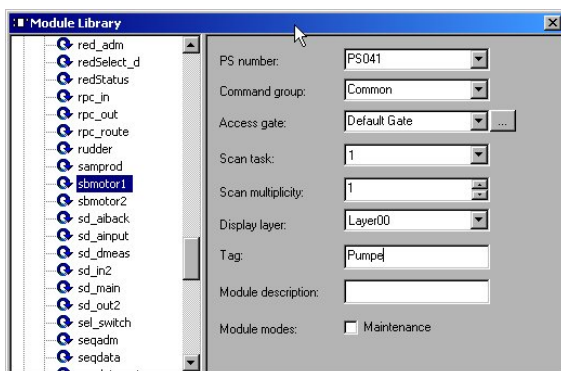 Module Library
red_adm
redSelect_d
redStatus
rpc_in
rpc_out
rpc_route
rudder
samprod
sbmotor1
sbmotor2
sd_aiback
sd_ainput
sd_dmeas
sd_in2
sd_main
sd_out2
sel_switch
seqadm
seqdata
PS number: PS041
Command group: Common
Access gate: Default Gate ...
Scan task: 1
Scan multiplicity: 1
Display layer: Layer00
Tag: Pumpe
Module description:
Module modes: Maintenance